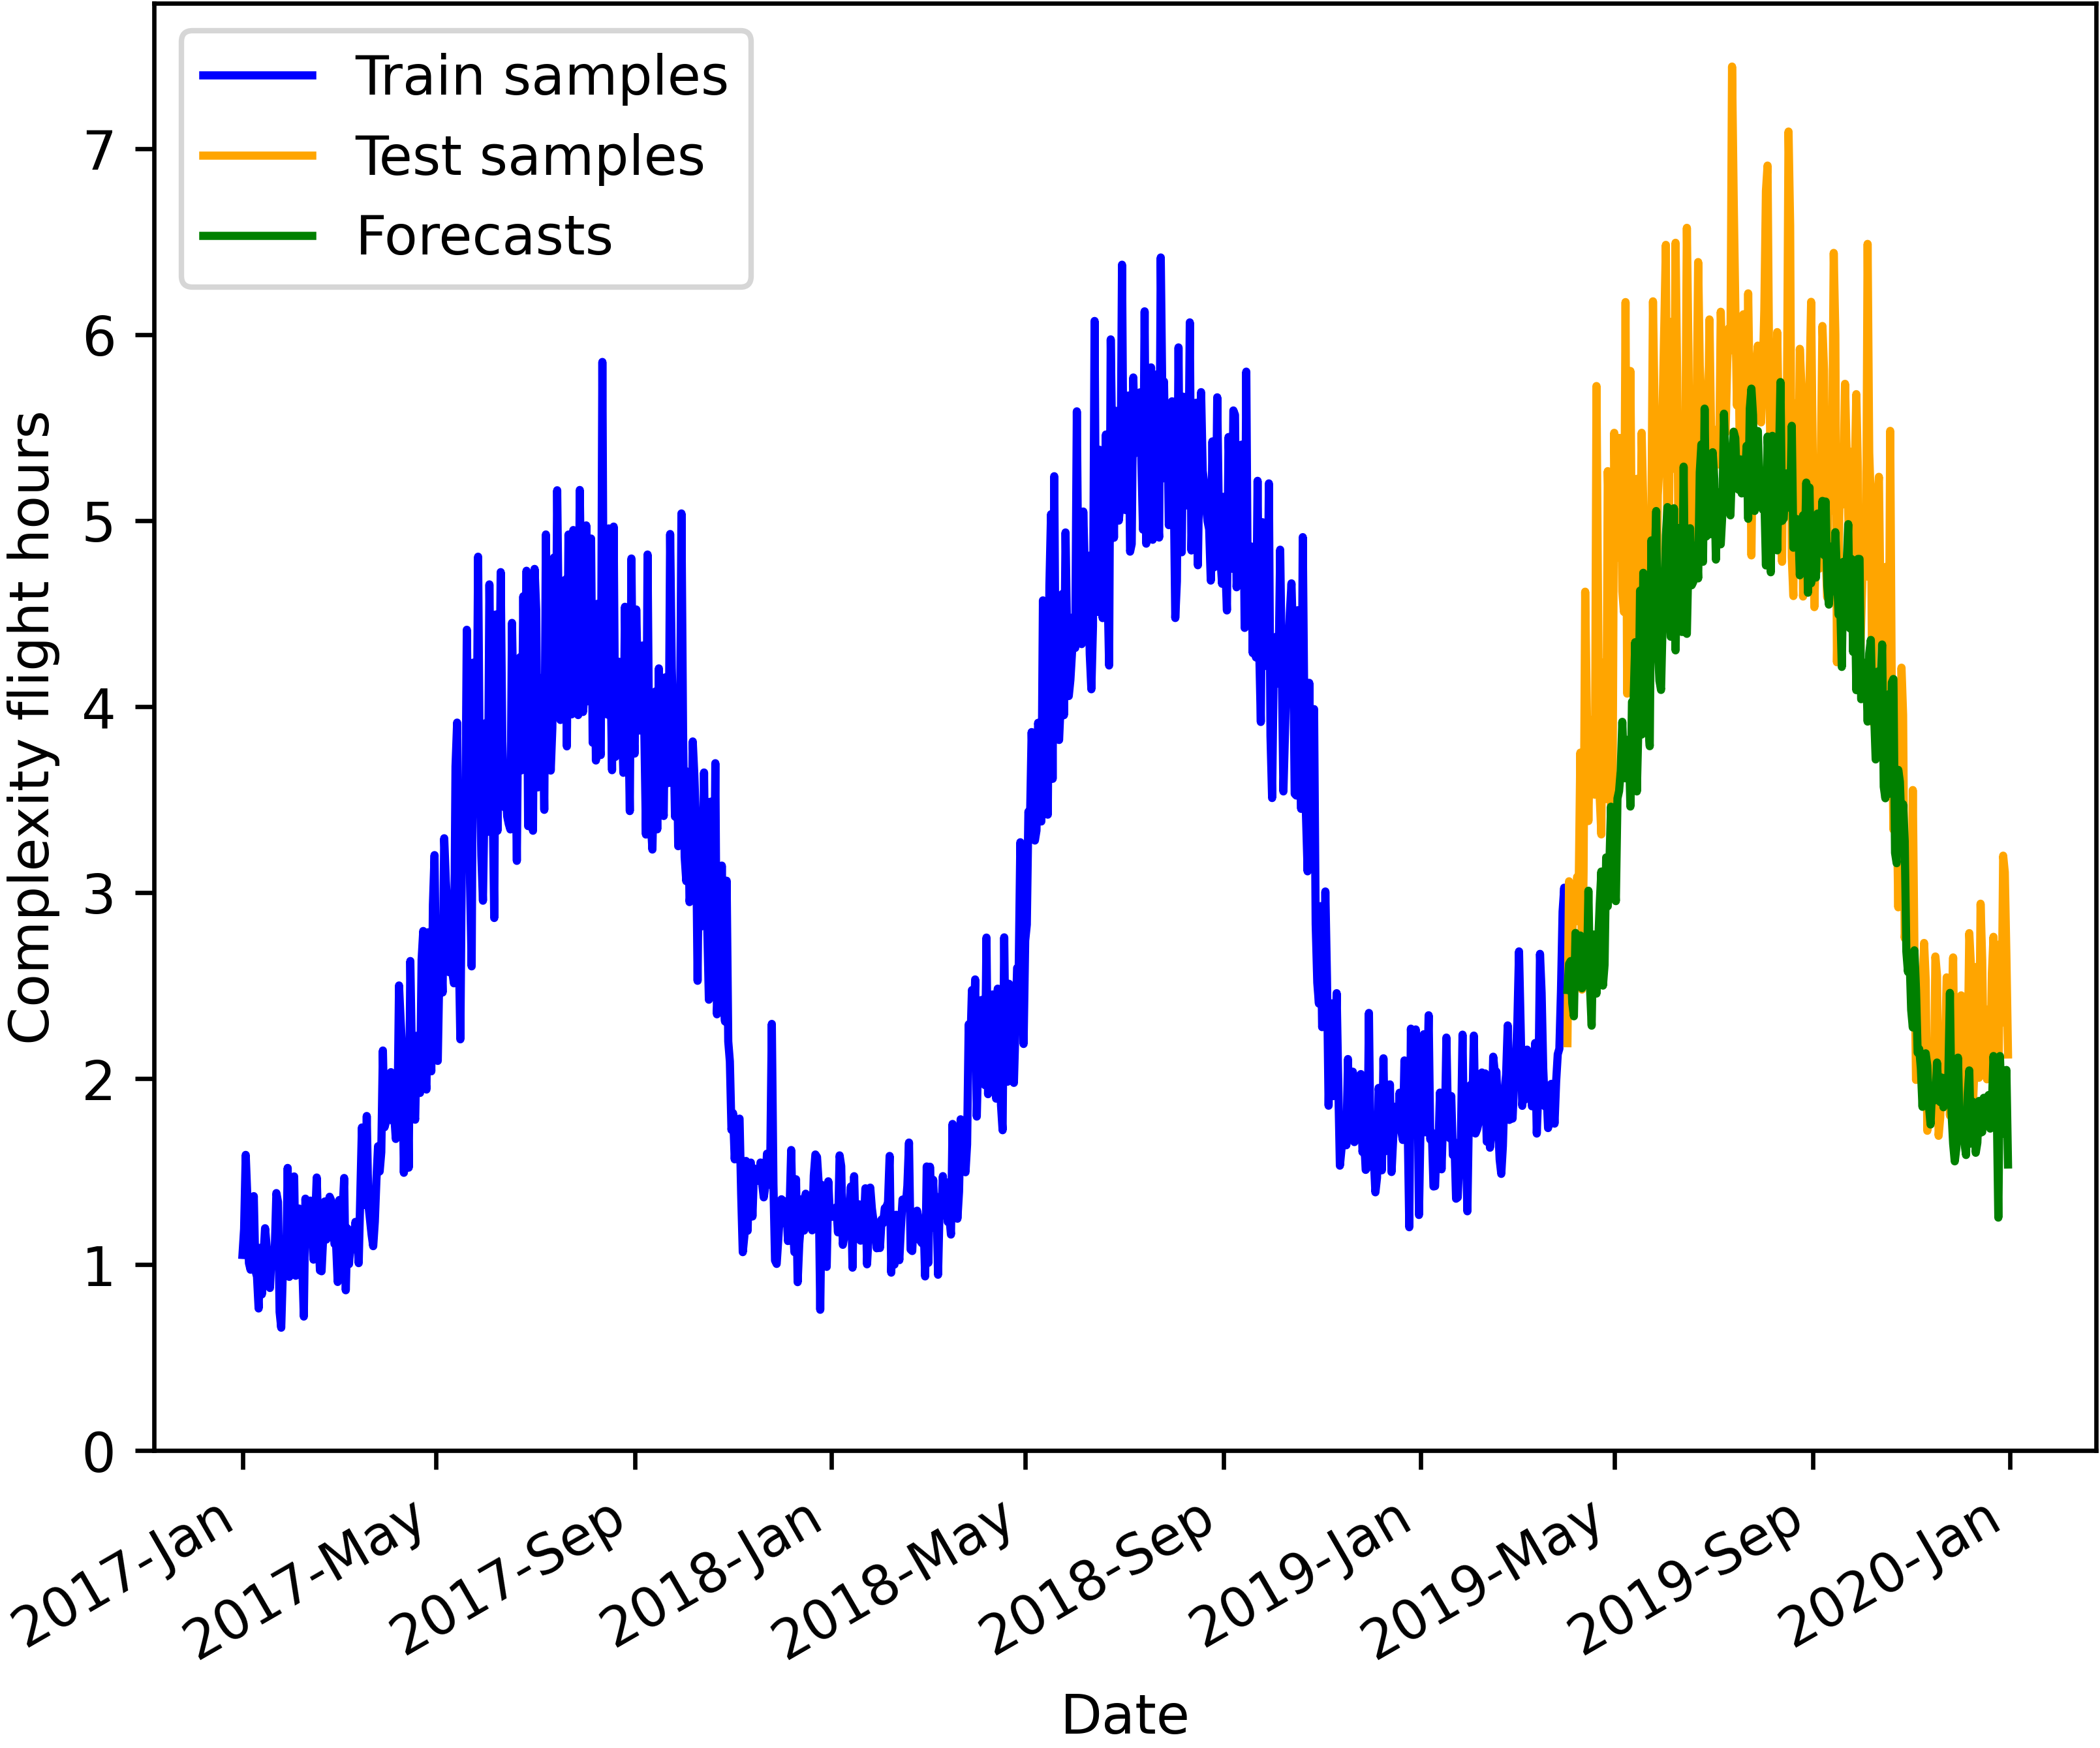 Train samples
Test samples
Forecasts
Complexity flight hours
7
6
5
4
3
2
1
0
2017-Jan
2017-May
2017-Sep
2018-Jan
2018-May
2018-Sep
2019-Jan
2019-May
2019-Sep
2020-Jan
Date